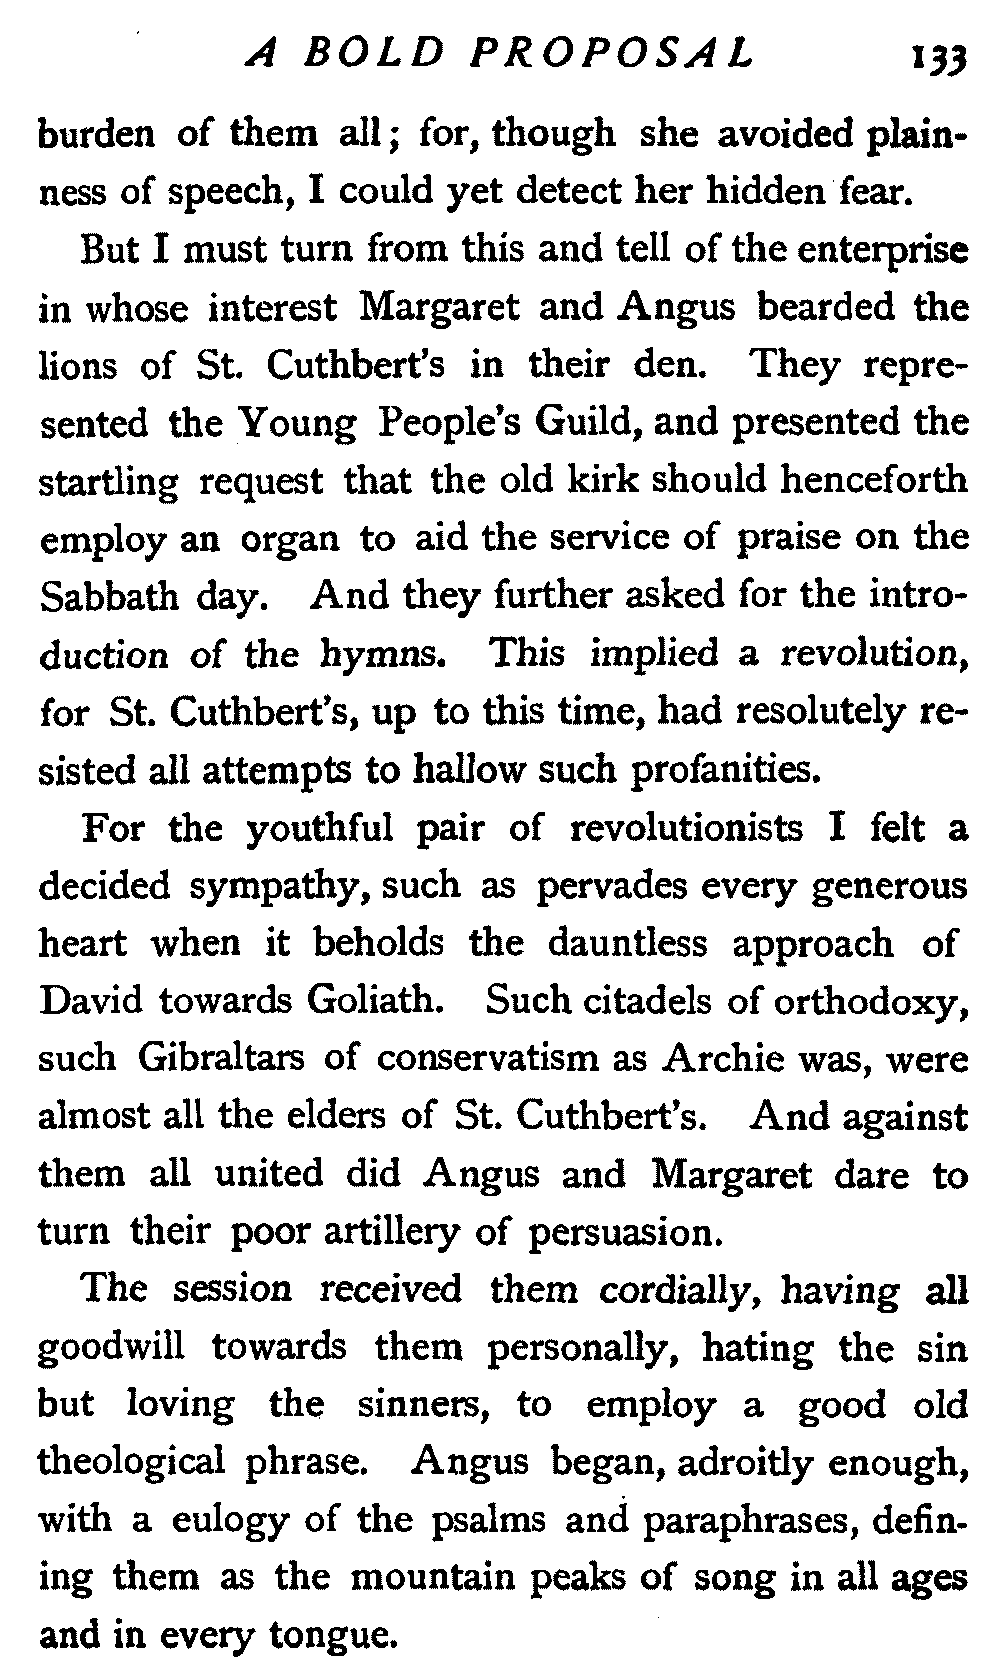 A BOLD PROPOSAL 133
burden of them all; for, though she avoided plain-
ness of speech, I could yet detect her hidden fear.
But I must turn from this and tell of the enterprise
in whose interest Margaret and Angus bearded the
lions of St. Cuthbert's in their den. They repre-
sented the Young People's Guild, and presented the
startling request that the old kirk should henceforth
employ an organ to aid the service of praise on the
Sabbath day. And they further asked for the intro-
duction of the hymns. This implied a revolution,
for St. Cuthbert's, up to this time, had resolutely re-
sisted all attempts to hallow such profanities.
For the youthful pair of revolutionists I felt a
decided sympathy, such as pervades every generous
heart when it beholds the dauntless approach of
David towards Goliath. Such citadels of orthodoxy,
such Gibraltars of conservatism as Archie was, were
almost all the elders of St. Cuthbert's. And against
them all united did Angus and Margaret dare to
turn their poor artillery of persuasion.
The session received them cordially, having all
goodwill towards them personally, hating the sin
but loving the sinners, to employ a good old
theological phrase. Angus began, adroitly enough,
with a eulogy of the psalms and paraphrases, defin-
ing them as the mountain peaks of song in all ages
and in every tongue.